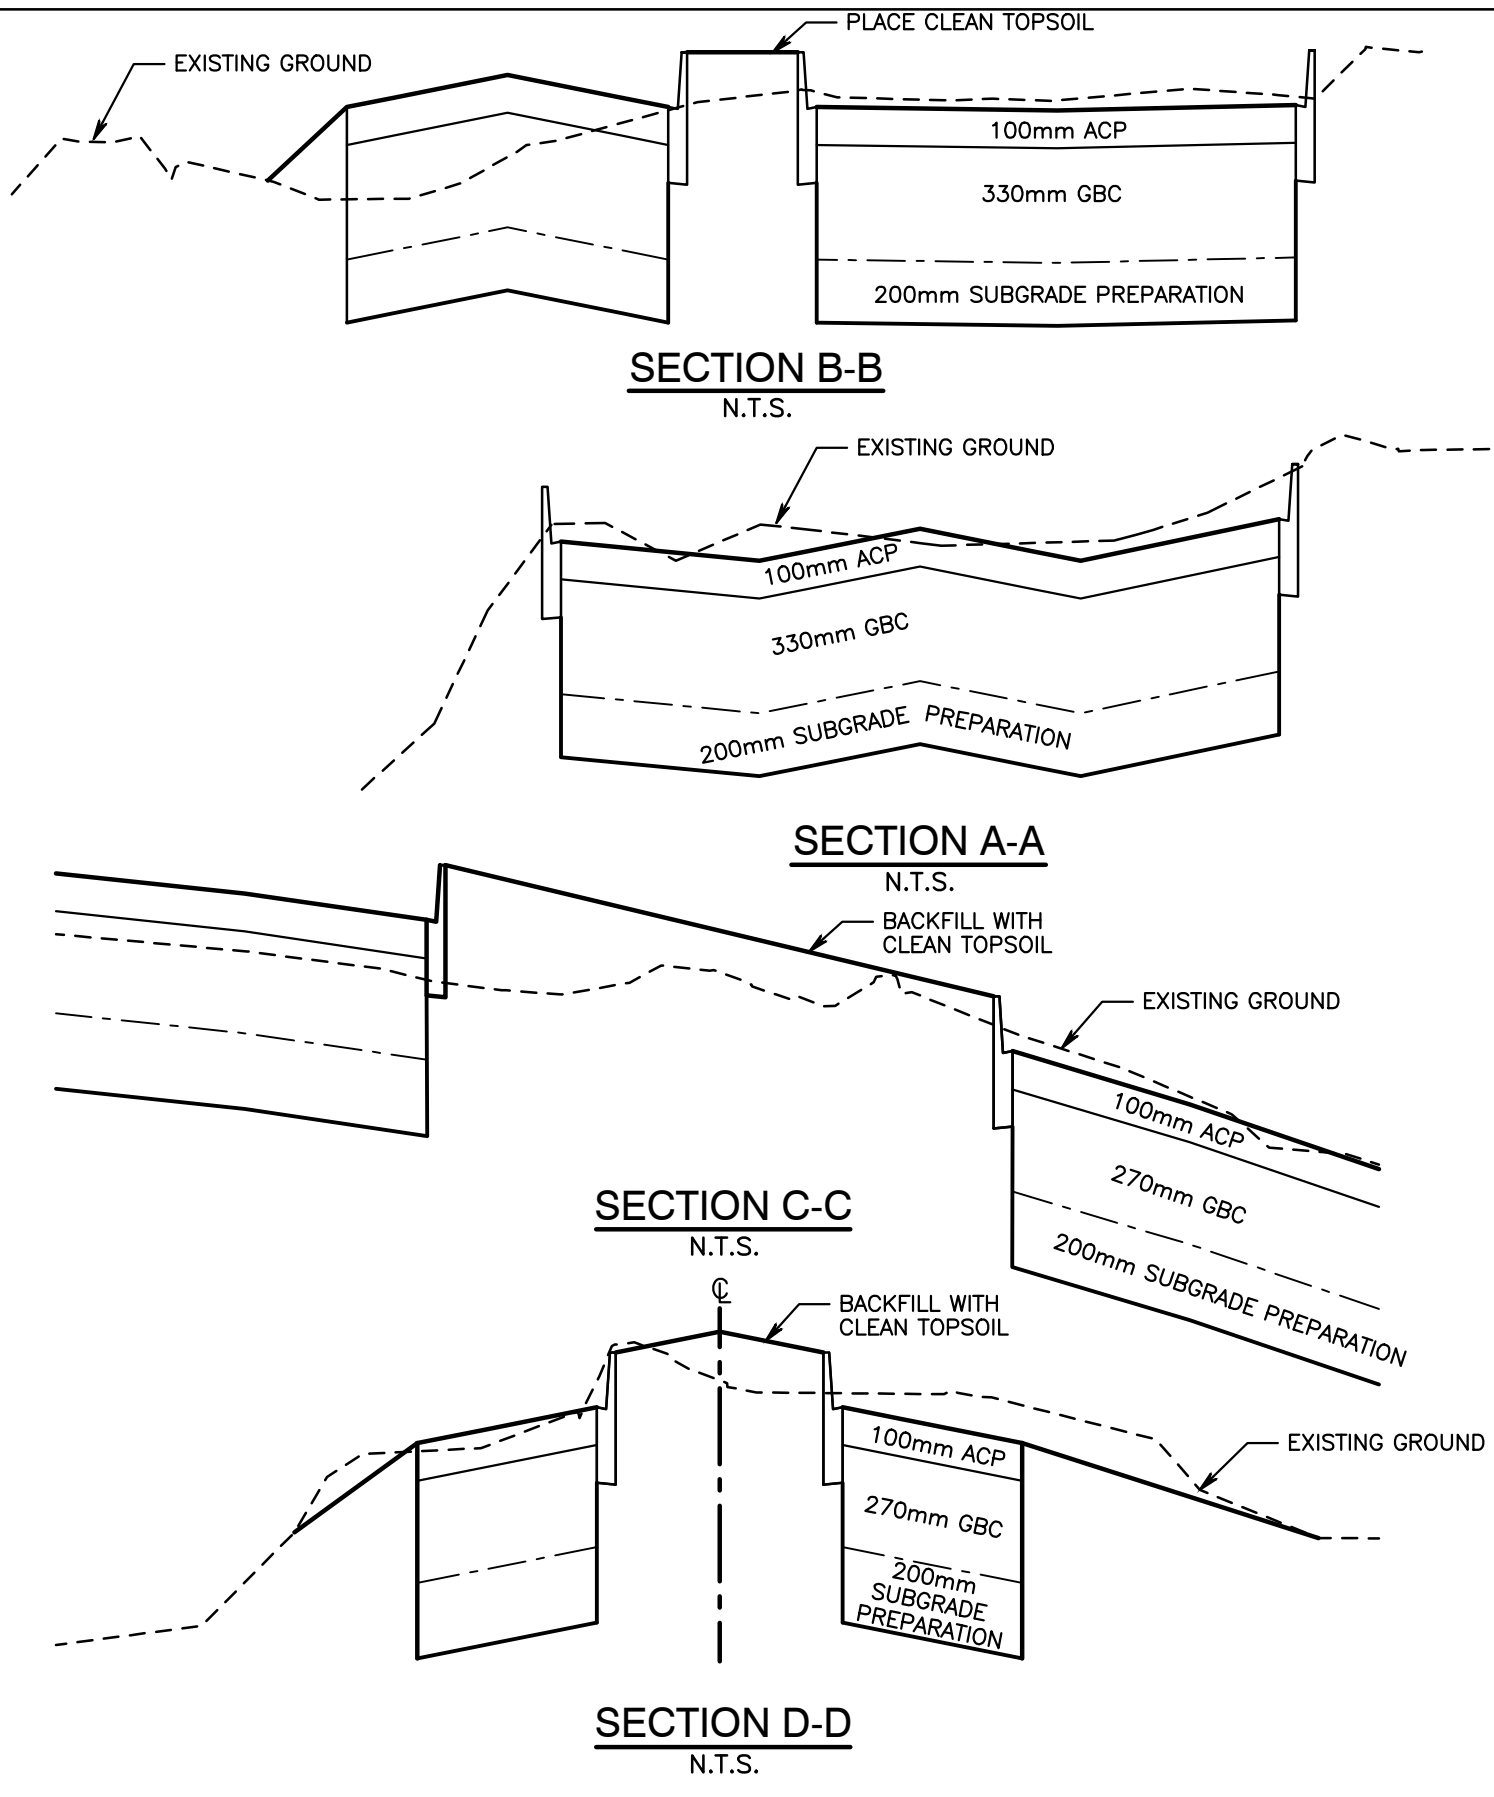 PLACE CLEAN TOPSOIL
EXISTING GROUND
100mm ACP
330mm GBC
200mm SUBGRADE PREPARATION
SECTION B-B
N.T.S.
EXISTING GROUND
100mm ACP
330mm GBC
200mm SUBGRADE PREPARATION
SECTION A-A
N.T.S.
BACKFILL WITH
CLEAN TOPSOIL
EXISTING GROUND
100mm ACP
270mm GBC
200mm SUBGRADE PREPARATION
SECTION C-C
N.T.S.
℄
BACKFILL WITH
CLEAN TOPSOIL
EXISTING GROUND
100mm ACP
270mm GBC
200mm
SUBGRADE
PREPARATION
SECTION D-D
N.T.S.